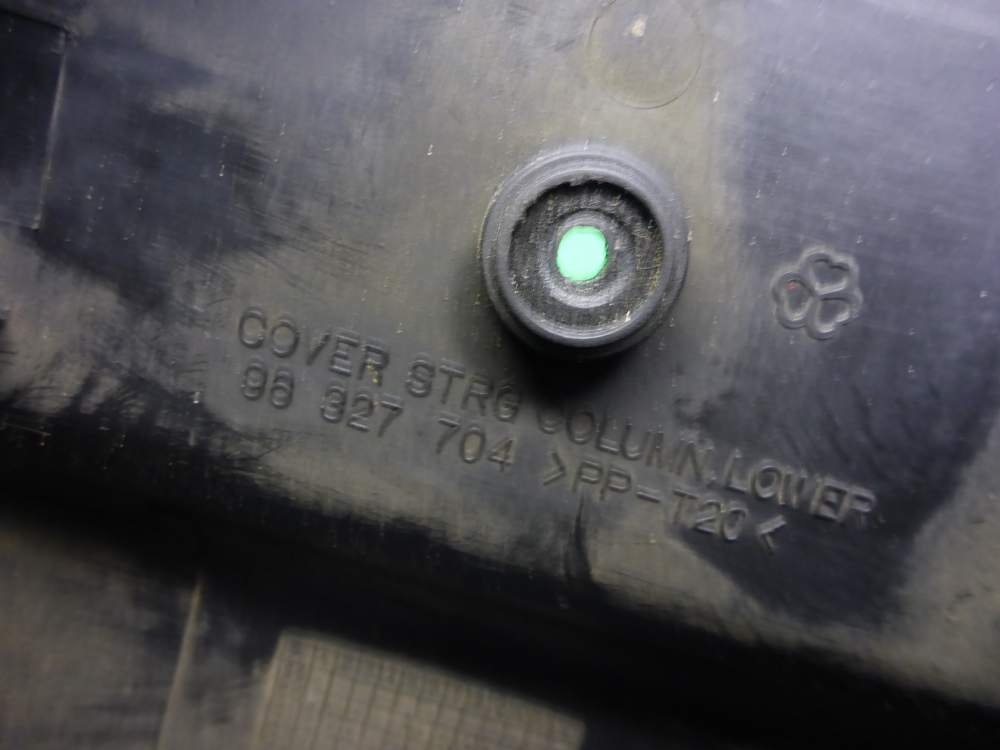 COVER STRG COLUMN, LOWER
96 327 704 >PP-T20<